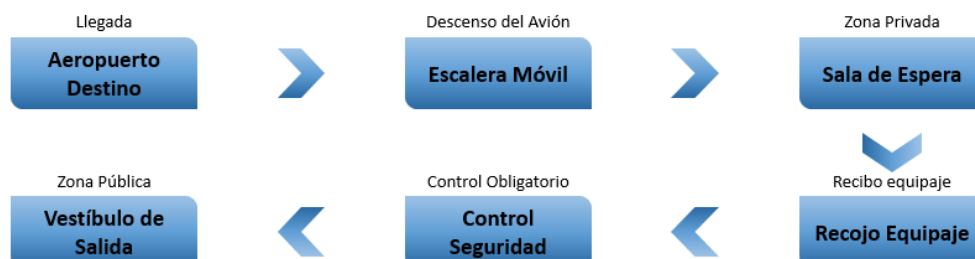 Llegada
Aeropuerto
Destino
Descenso del Avión
Escalera Móvil
Zona Privada
Sala de Espera
Recibo equipaje
Recojo Equipaje
Control Obligatorio
Control
Seguridad
Zona Pública
Vestíbulo de
Salida